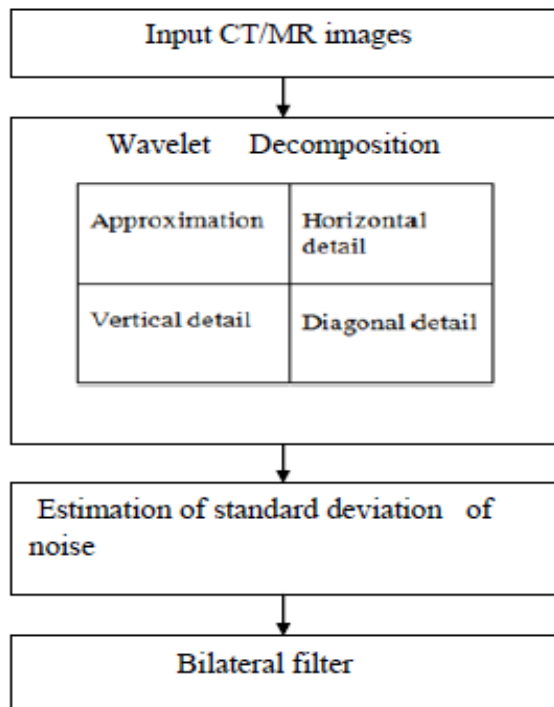 Input CT/MR images
Wavelet Decomposition
Approximation
Horizontal
detail
Vertical detail
Diagonal detail
Estimation of standard deviation of
noise
Bilateral filter